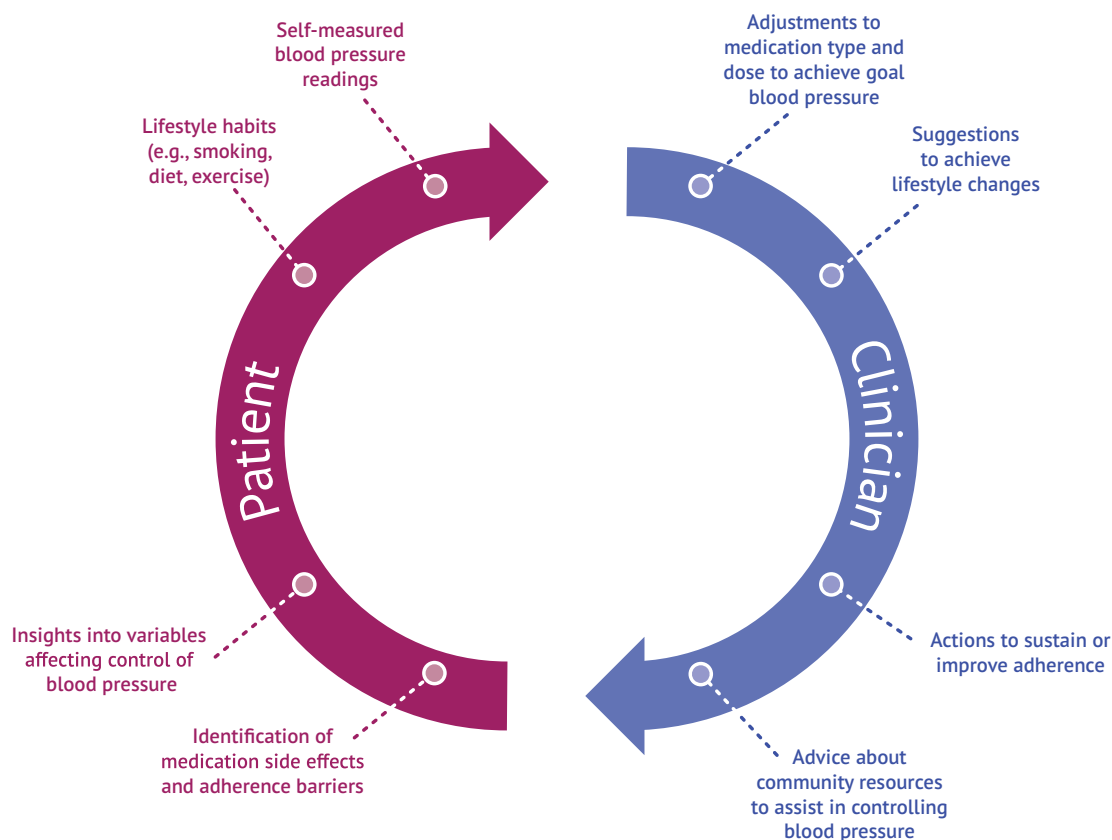 Self-measured
blood pressure
readings
Lifestyle habits
(e.g., smoking,
diet, exercise)
Patient
Insights into variables
affecting control of
blood pressure
Identification of
medication side effects
and adherence barriers
Adjustments to
medication type and
dose to achieve goal
blood pressure
Suggestions
to achieve
lifestyle changes
Clinician
Actions to sustain or
improve adherence
Advice about
community resources
to assist in controlling
blood pressure